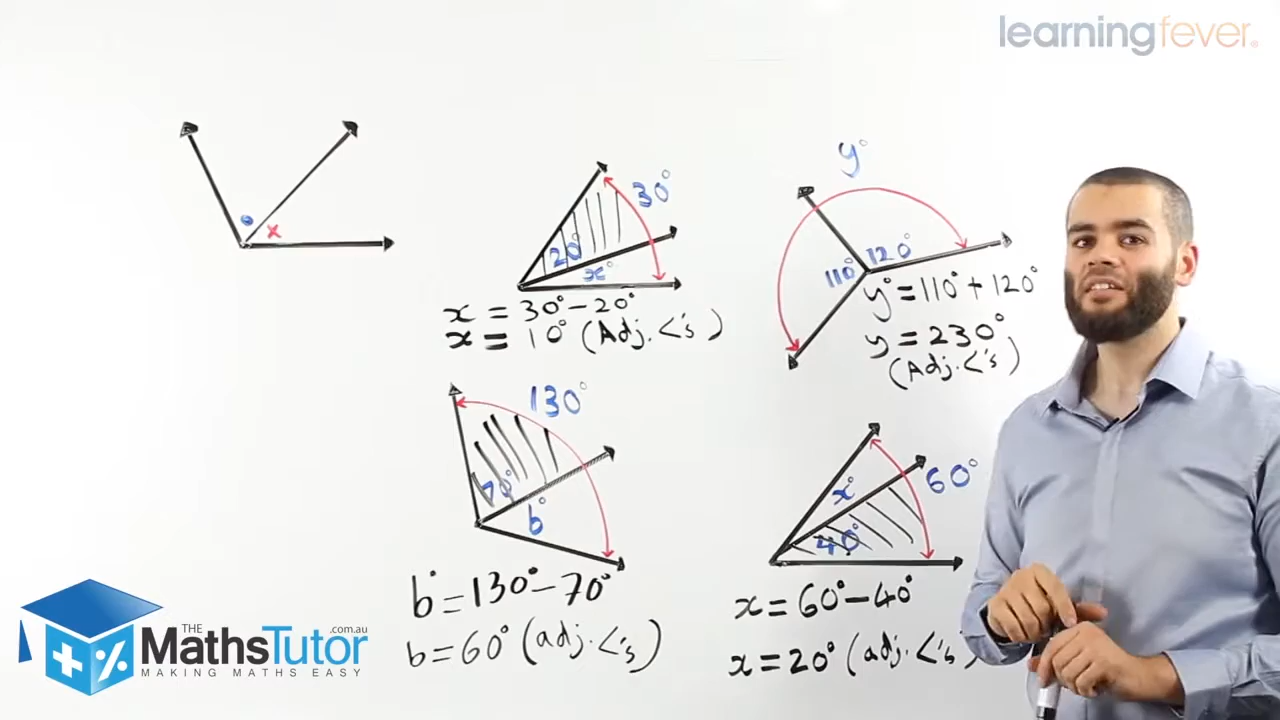 learningfever.
o
x
30°
20°
x°
x = 30° - 20°
x = 10° (Adj. <'s)
y°
120°
110°
y° = 110° + 120°
y = 230°
(Adj. <'s)
130°
70°
b°
b° = 130° - 70°
b = 60° (adj. <'s)
60°
x°
40°
x = 60° - 40°
x = 20° (adj. <'s)
+ %
THE
MathsTutor.com.au
MAKING MATHS EASY